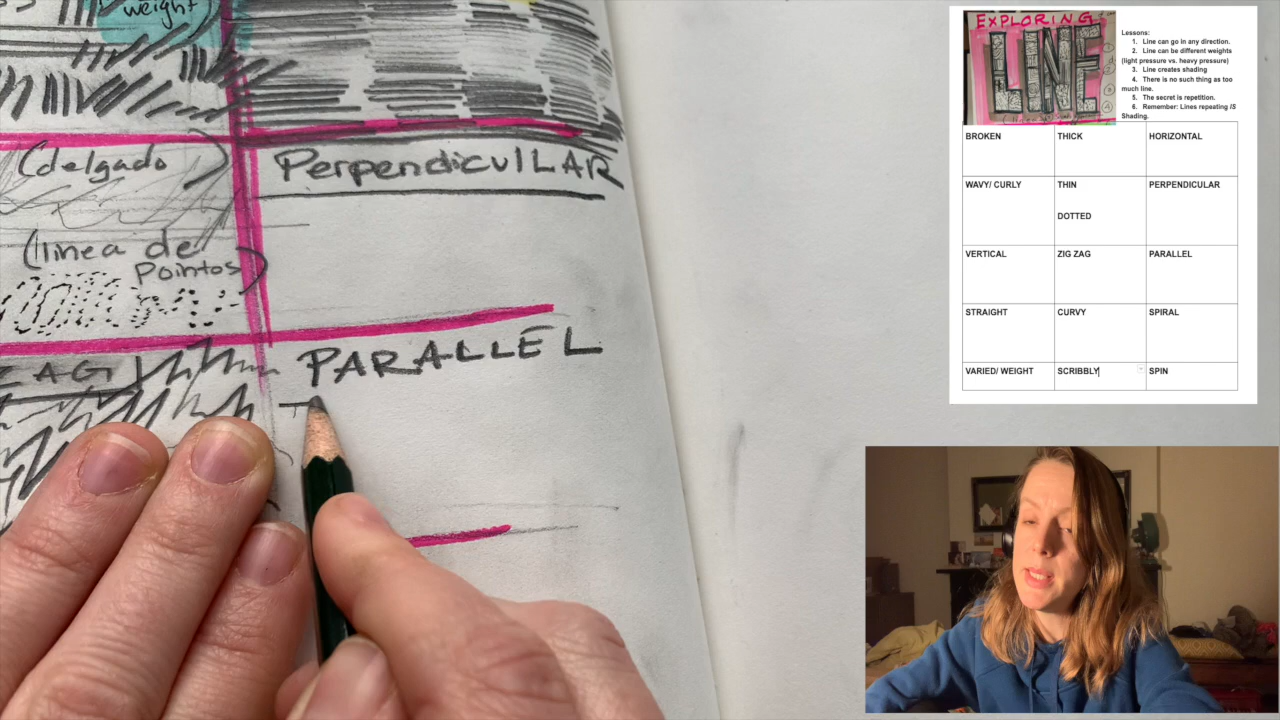 weight
(delgado)
PerpendiculLAR
(linea de
pointos)
ZAG
PARALLEL
EXPLORING
LINE
Lessons:
1. Line can go in any direction.
2. Line can be different weights
(light pressure vs. heavy pressure)
3. Line creates shading
4. There is no such thing as too
much line.
5. The secret is repetition.
6. Remember: Lines repeating IS
Shading.
BROKEN THICK HORIZONTAL
WAVY/ CURLY THIN PERPENDICULAR
DOTTED
VERTICAL ZIG ZAG PARALLEL
STRAIGHT CURVY SPIRAL
VARIED/ WEIGHT SCRIBBLY SPIN